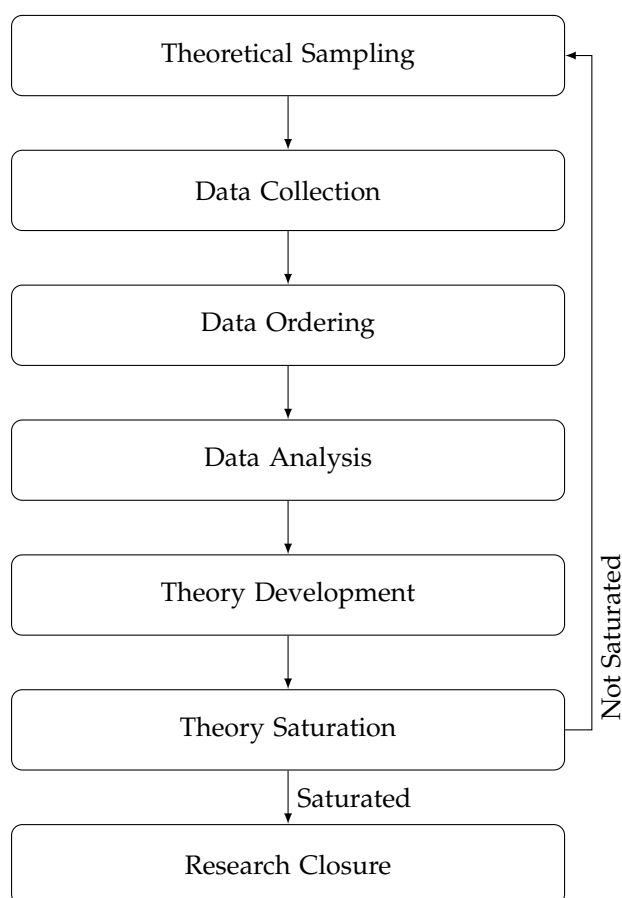 Theoretical Sampling
Data Collection
Data Ordering
Data Analysis
Theory Development
Not Saturated
Theory Saturation
Saturated
Research Closure